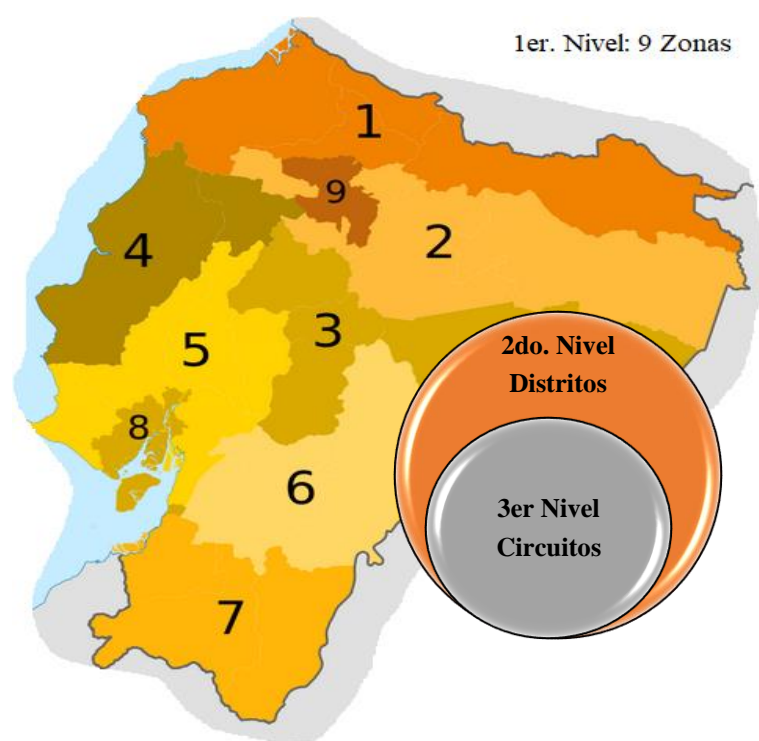 1er. Nivel: 9 Zonas
1
9
2
4
3
5
2do. Nivel
Distritos
8
6
3er Nivel
Circuitos
7